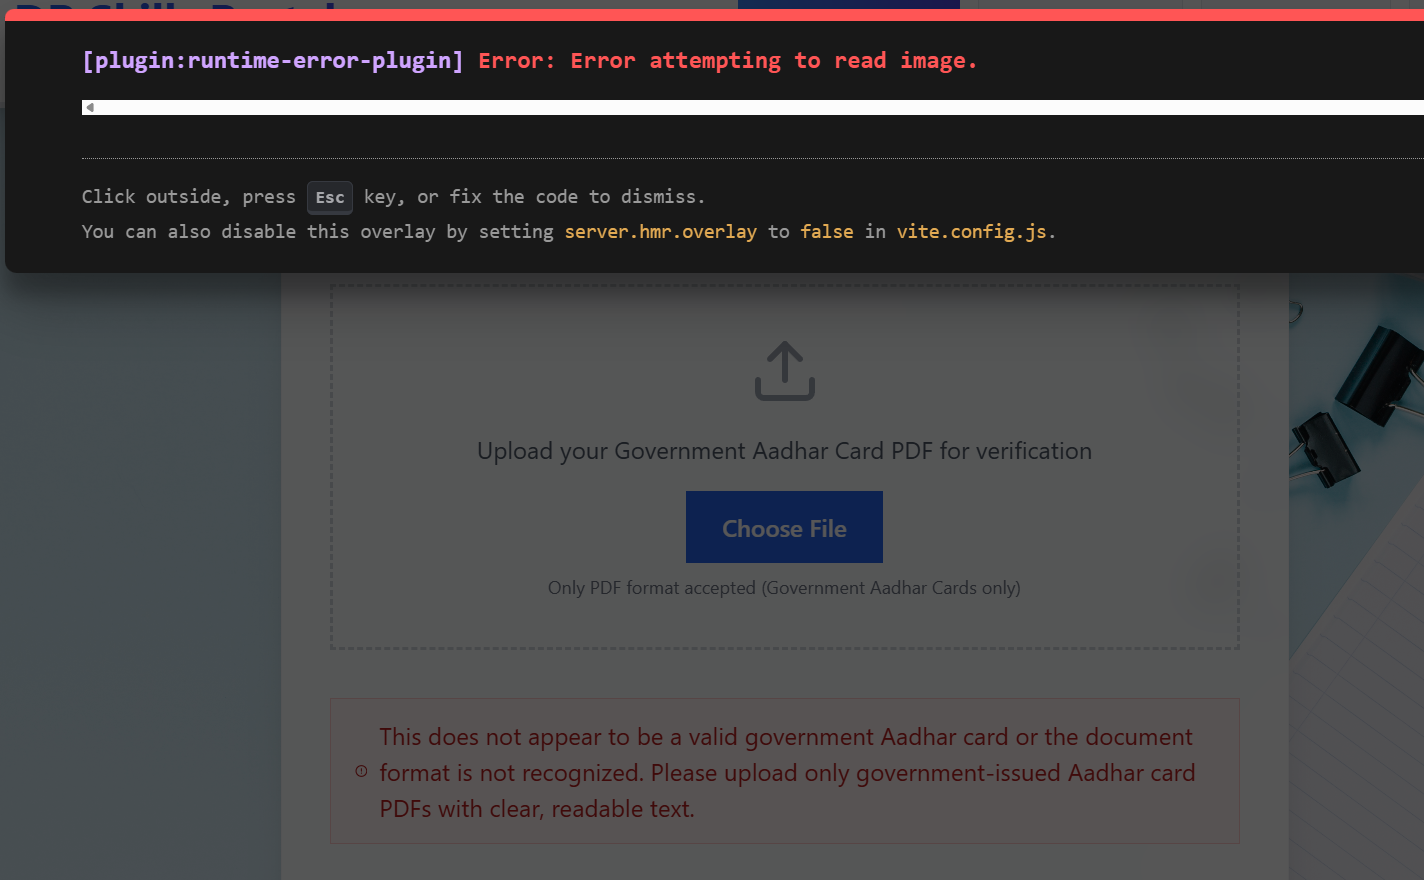 [plugin:runtime-error-plugin] Error: Error attempting to read image.
Click outside, press Esc key, or fix the code to dismiss.
You can also disable this overlay by setting server.hmr.overlay to false in vite.config.js.
Upload your Government Aadhar Card PDF for verification
Choose File
Only PDF format accepted (Government Aadhar Cards only)
This does not appear to be a valid government Aadhar card or the document
format is not recognized. Please upload only government-issued Aadhar card
PDFs with clear, readable text.